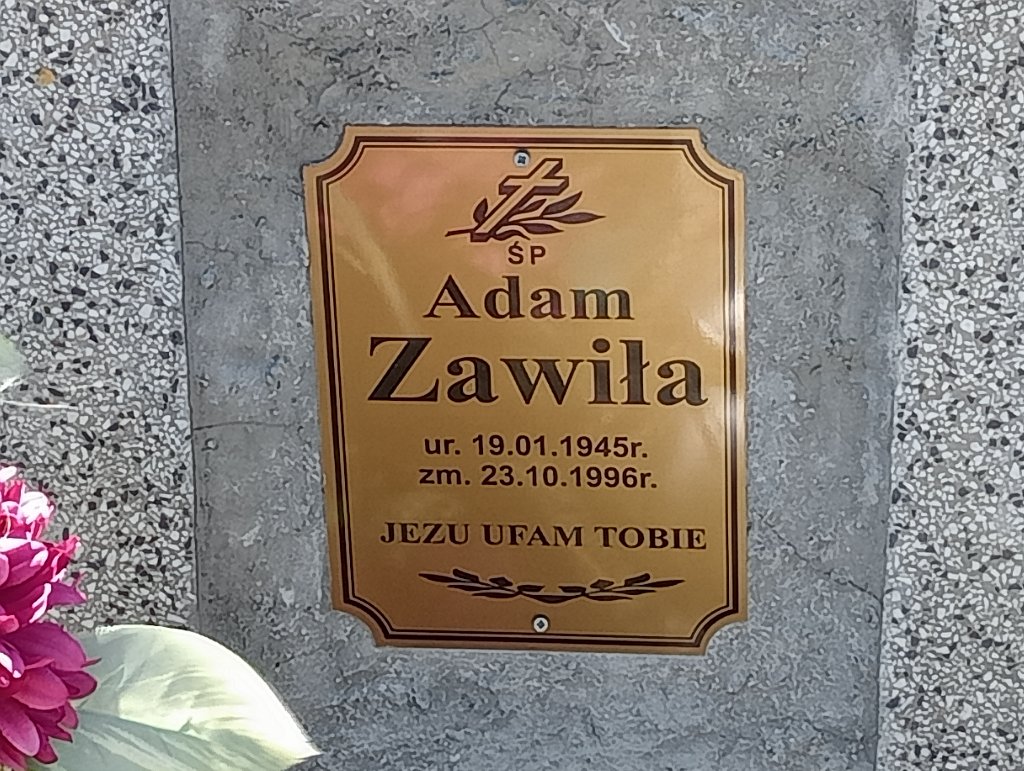 ŚP
Adam
Zawiła
ur. 19.01.1945r.
zm. 23.10.1996r.
JEZU UFAM TOBIE